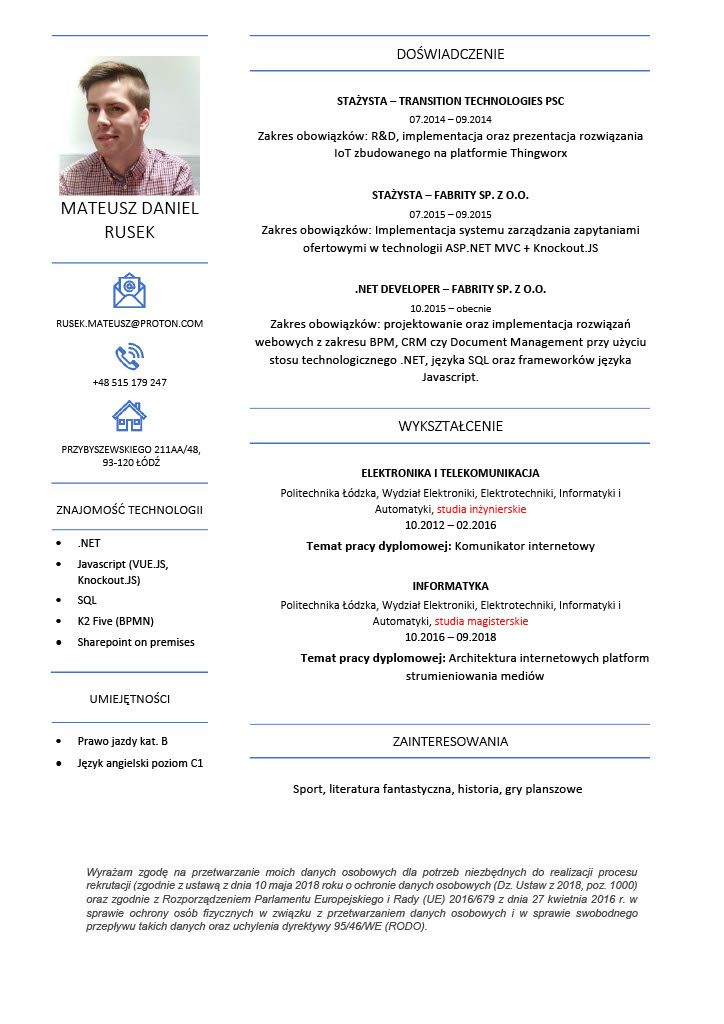 MATEUSZ DANIEL
RUSEK
RUSEK.MATEUSZ@PROTON.COM
+48 515 179 247
PRZYBYSZEWSKIEGO 211AA/48,
93-120 ŁÓDŹ
ZNAJOMOŚĆ TECHNOLOGII
• .NET
• Javascript (VUE.JS,
Knockout.JS)
• SQL
• K2 Five (BPMN)
• Sharepoint on premises
UMIEJĘTNOŚCI
• Prawo jazdy kat. B
• Język angielski poziom C1
DOŚWIADCZENIE
STAŻYSTA – TRANSITION TECHNOLOGIES PSC
07.2014 – 09.2014
Zakres obowiązków: R&D, implementacja oraz prezentacja rozwiązania
IoT zbudowanego na platformie Thingworx
STAŻYSTA – FABRITY SP. Z O.O.
07.2015 – 09.2015
Zakres obowiązków: Implementacja systemu zarządzania zapytaniami
ofertowymi w technologii ASP.NET MVC + Knockout.JS
.NET DEVELOPER – FABRITY SP. Z O.O.
10.2015 – obecnie
Zakres obowiązków: projektowanie oraz implementacja rozwiązań
webowych z zakresu BPM, CRM czy Document Management przy użyciu
stosu technologicznego .NET, języka SQL oraz frameworków języka
Javascript.
WYKSZTAŁCENIE
ELEKTRONIKA I TELEKOMUNIKACJA
Politechnika Łódzka, Wydział Elektroniki, Elektrotechniki, Informatyki i
Automatyki, studia inżynierskie
10.2012 – 02.2016
Temat pracy dyplomowej: Komunikator internetowy
INFORMATYKA
Politechnika Łódzka, Wydział Elektroniki, Elektrotechniki, Informatyki i
Automatyki, studia magisterskie
10.2016 – 09.2018
Temat pracy dyplomowej: Architektura internetowych platform
strumieniowania mediów
ZAINTERESOWANIA
Sport, literatura fantastyczna, historia, gry planszowe
Wyrażam zgodę na przetwarzanie moich danych osobowych dla potrzeb niezbędnych do realizacji procesu
rekrutacji (zgodnie z ustawą z dnia 10 maja 2018 roku o ochronie danych osobowych (Dz. Ustaw z 2018, poz. 1000)
oraz zgodnie z Rozporządzeniem Parlamentu Europejskiego i Rady (UE) 2016/679 z dnia 27 kwietnia 2016 r. w
sprawie ochrony osób fizycznych w związku z przetwarzaniem danych osobowych i w sprawie swobodnego
przepływu takich danych oraz uchylenia dyrektywy 95/46/WE (RODO).